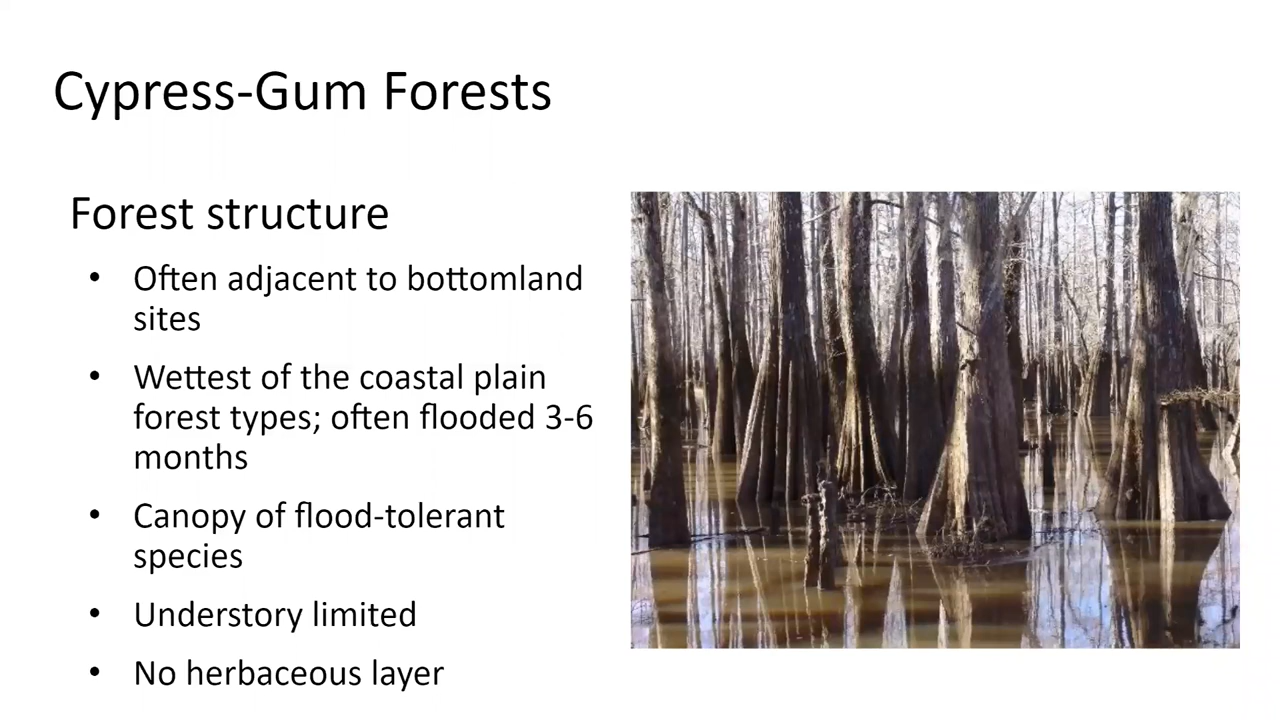 Cypress-Gum Forests
Forest structure
• Often adjacent to bottomland
sites
• Wettest of the coastal plain
forest types; often flooded 3-6
months
• Canopy of flood-tolerant
species
• Understory limited
• No herbaceous layer